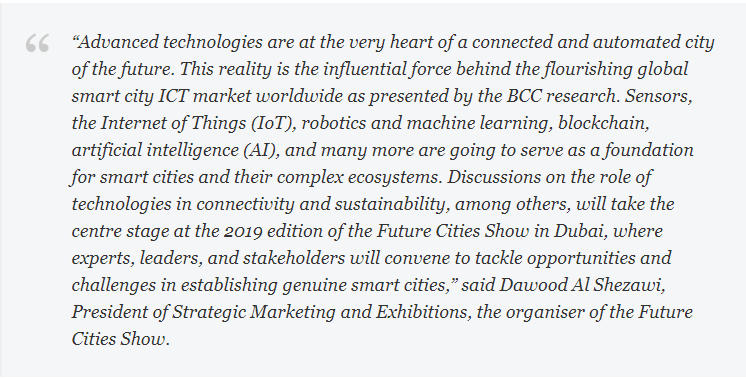 “Advanced technologies are at the very heart of a connected and automated city
of the future. This reality is the influential force behind the flourishing global
smart city ICT market worldwide as presented by the BCC research. Sensors,
the Internet of Things (IoT), robotics and machine learning, blockchain,
artificial intelligence (AI), and many more are going to serve as a foundation
for smart cities and their complex ecosystems. Discussions on the role of
technologies in connectivity and sustainability, among others, will take the
centre stage at the 2019 edition of the Future Cities Show in Dubai, where
experts, leaders, and stakeholders will convene to tackle opportunities and
challenges in establishing genuine smart cities,” said Dawood Al Shezawi,
President of Strategic Marketing and Exhibitions, the organiser of the Future
Cities Show.